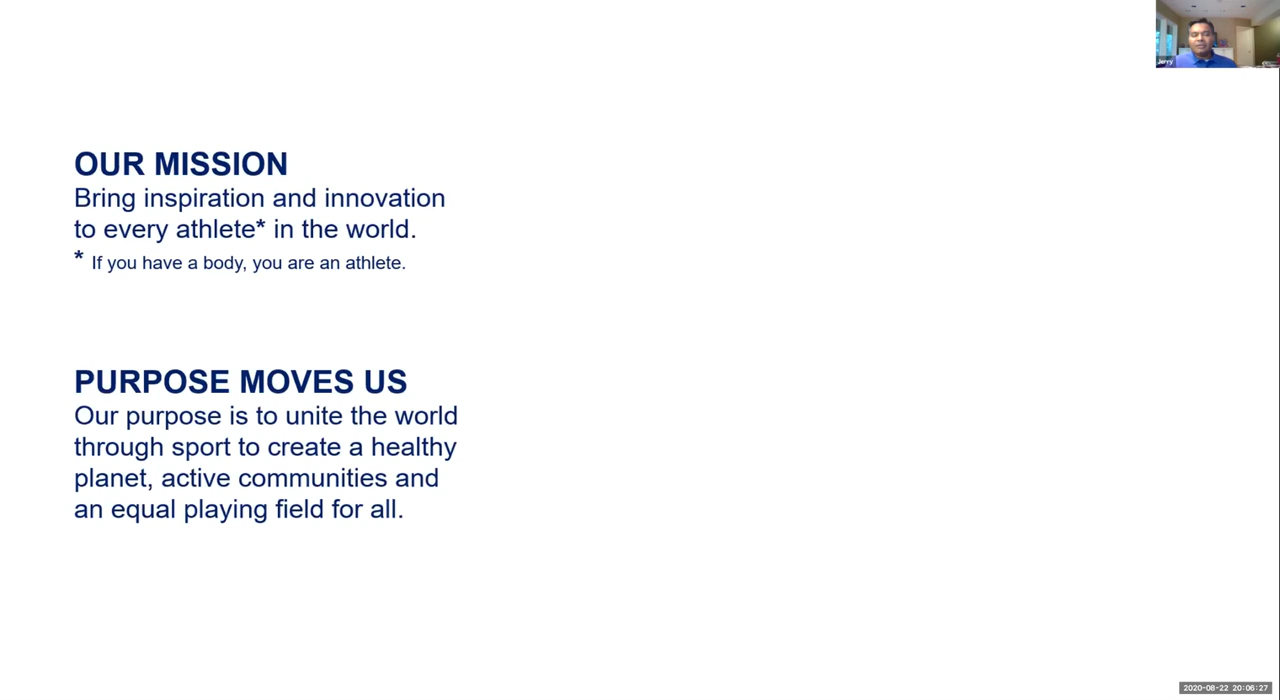 Jerry
OUR MISSION
Bring inspiration and innovation
to every athlete* in the world.
* If you have a body, you are an athlete.
PURPOSE MOVES US
Our purpose is to unite the world
through sport to create a healthy
planet, active communities and
an equal playing field for all.
2020-08-22 20:06:27